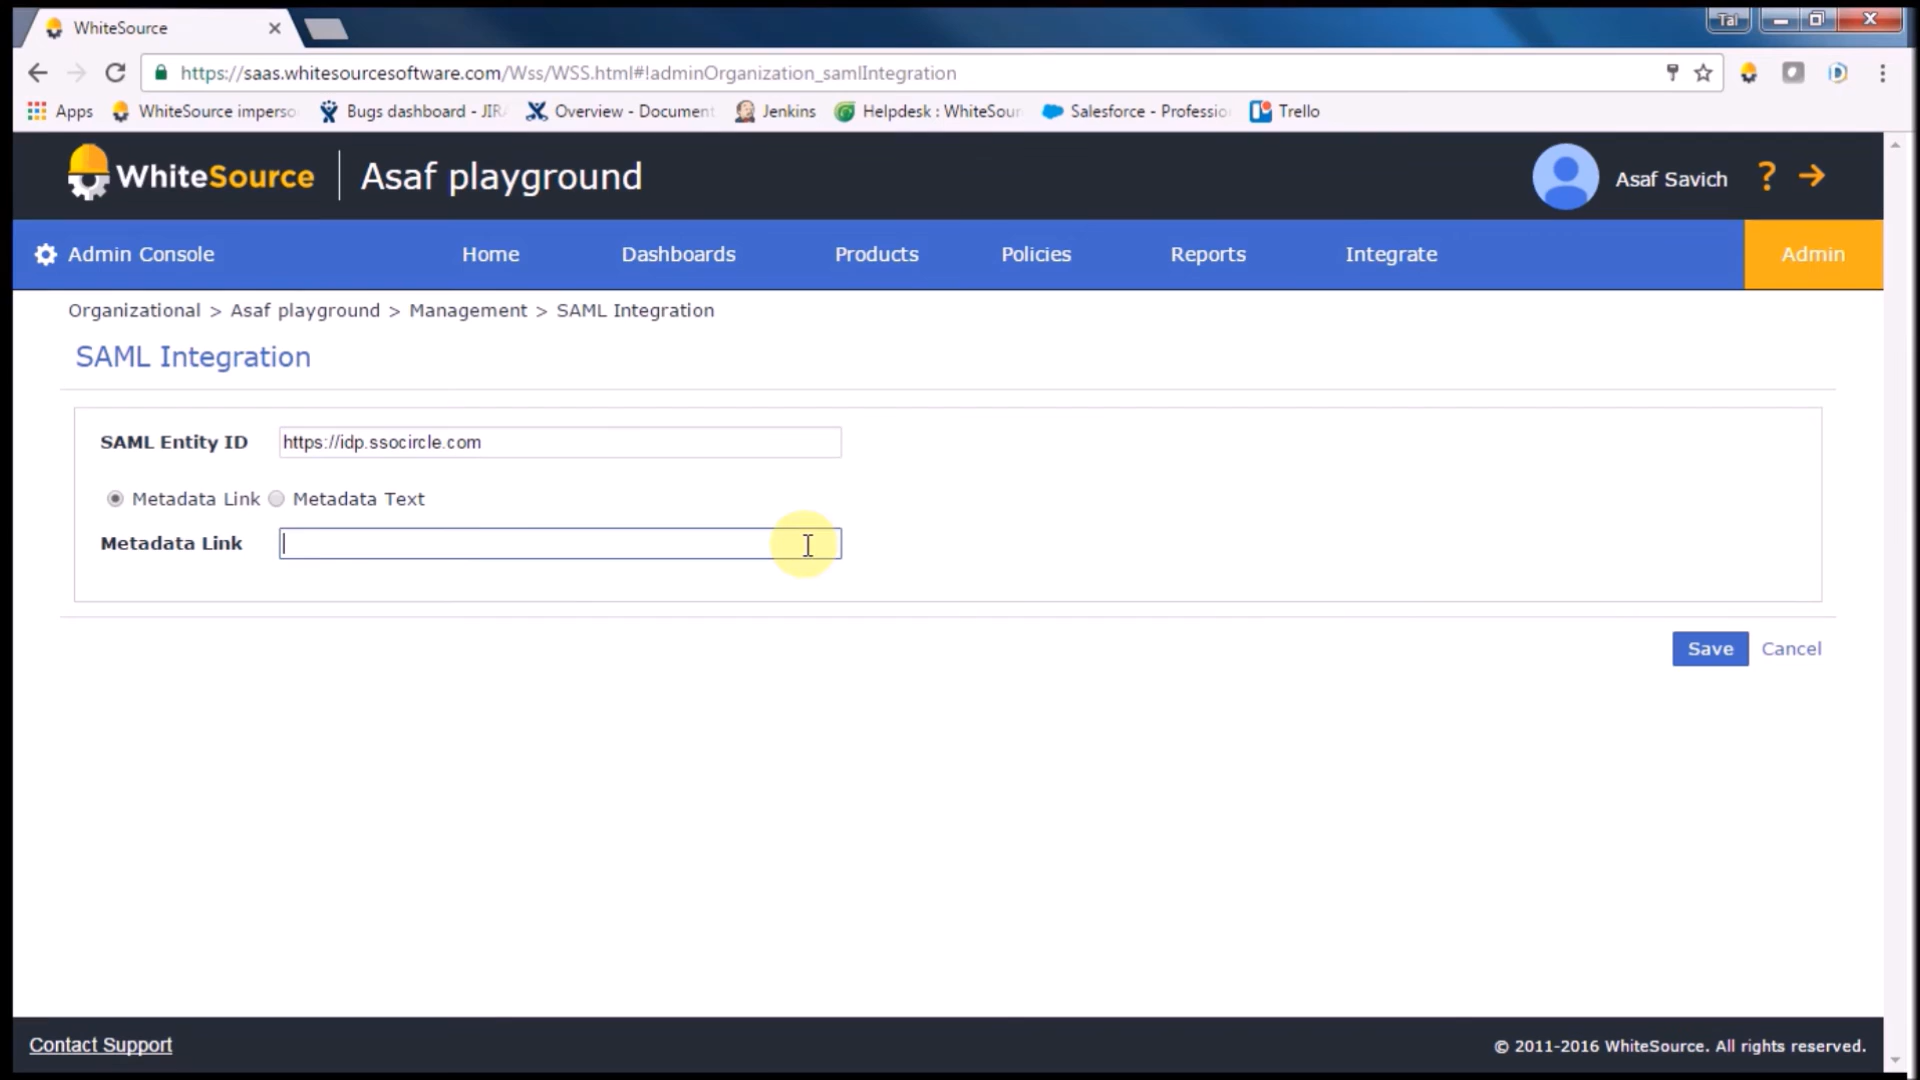 WhiteSource
Tal
https://saas.whitesourcesoftware.com/Wss/WSS.html#!adminOrganization_samlIntegration
Apps WhiteSource imperso Bugs dashboard - JIR Overview - Document Jenkins Helpdesk : WhiteSour Salesforce - Professio Trello
WhiteSource Asaf playground Asaf Savich ?
Admin Console Home Dashboards Products Policies Reports Integrate Admin
Organizational > Asaf playground > Management > SAML Integration
SAML Integration
SAML Entity ID https://idp.ssocircle.com
Metadata Link Metadata Text
Metadata Link
Save Cancel
Contact Support © 2011-2016 WhiteSource. All rights reserved.